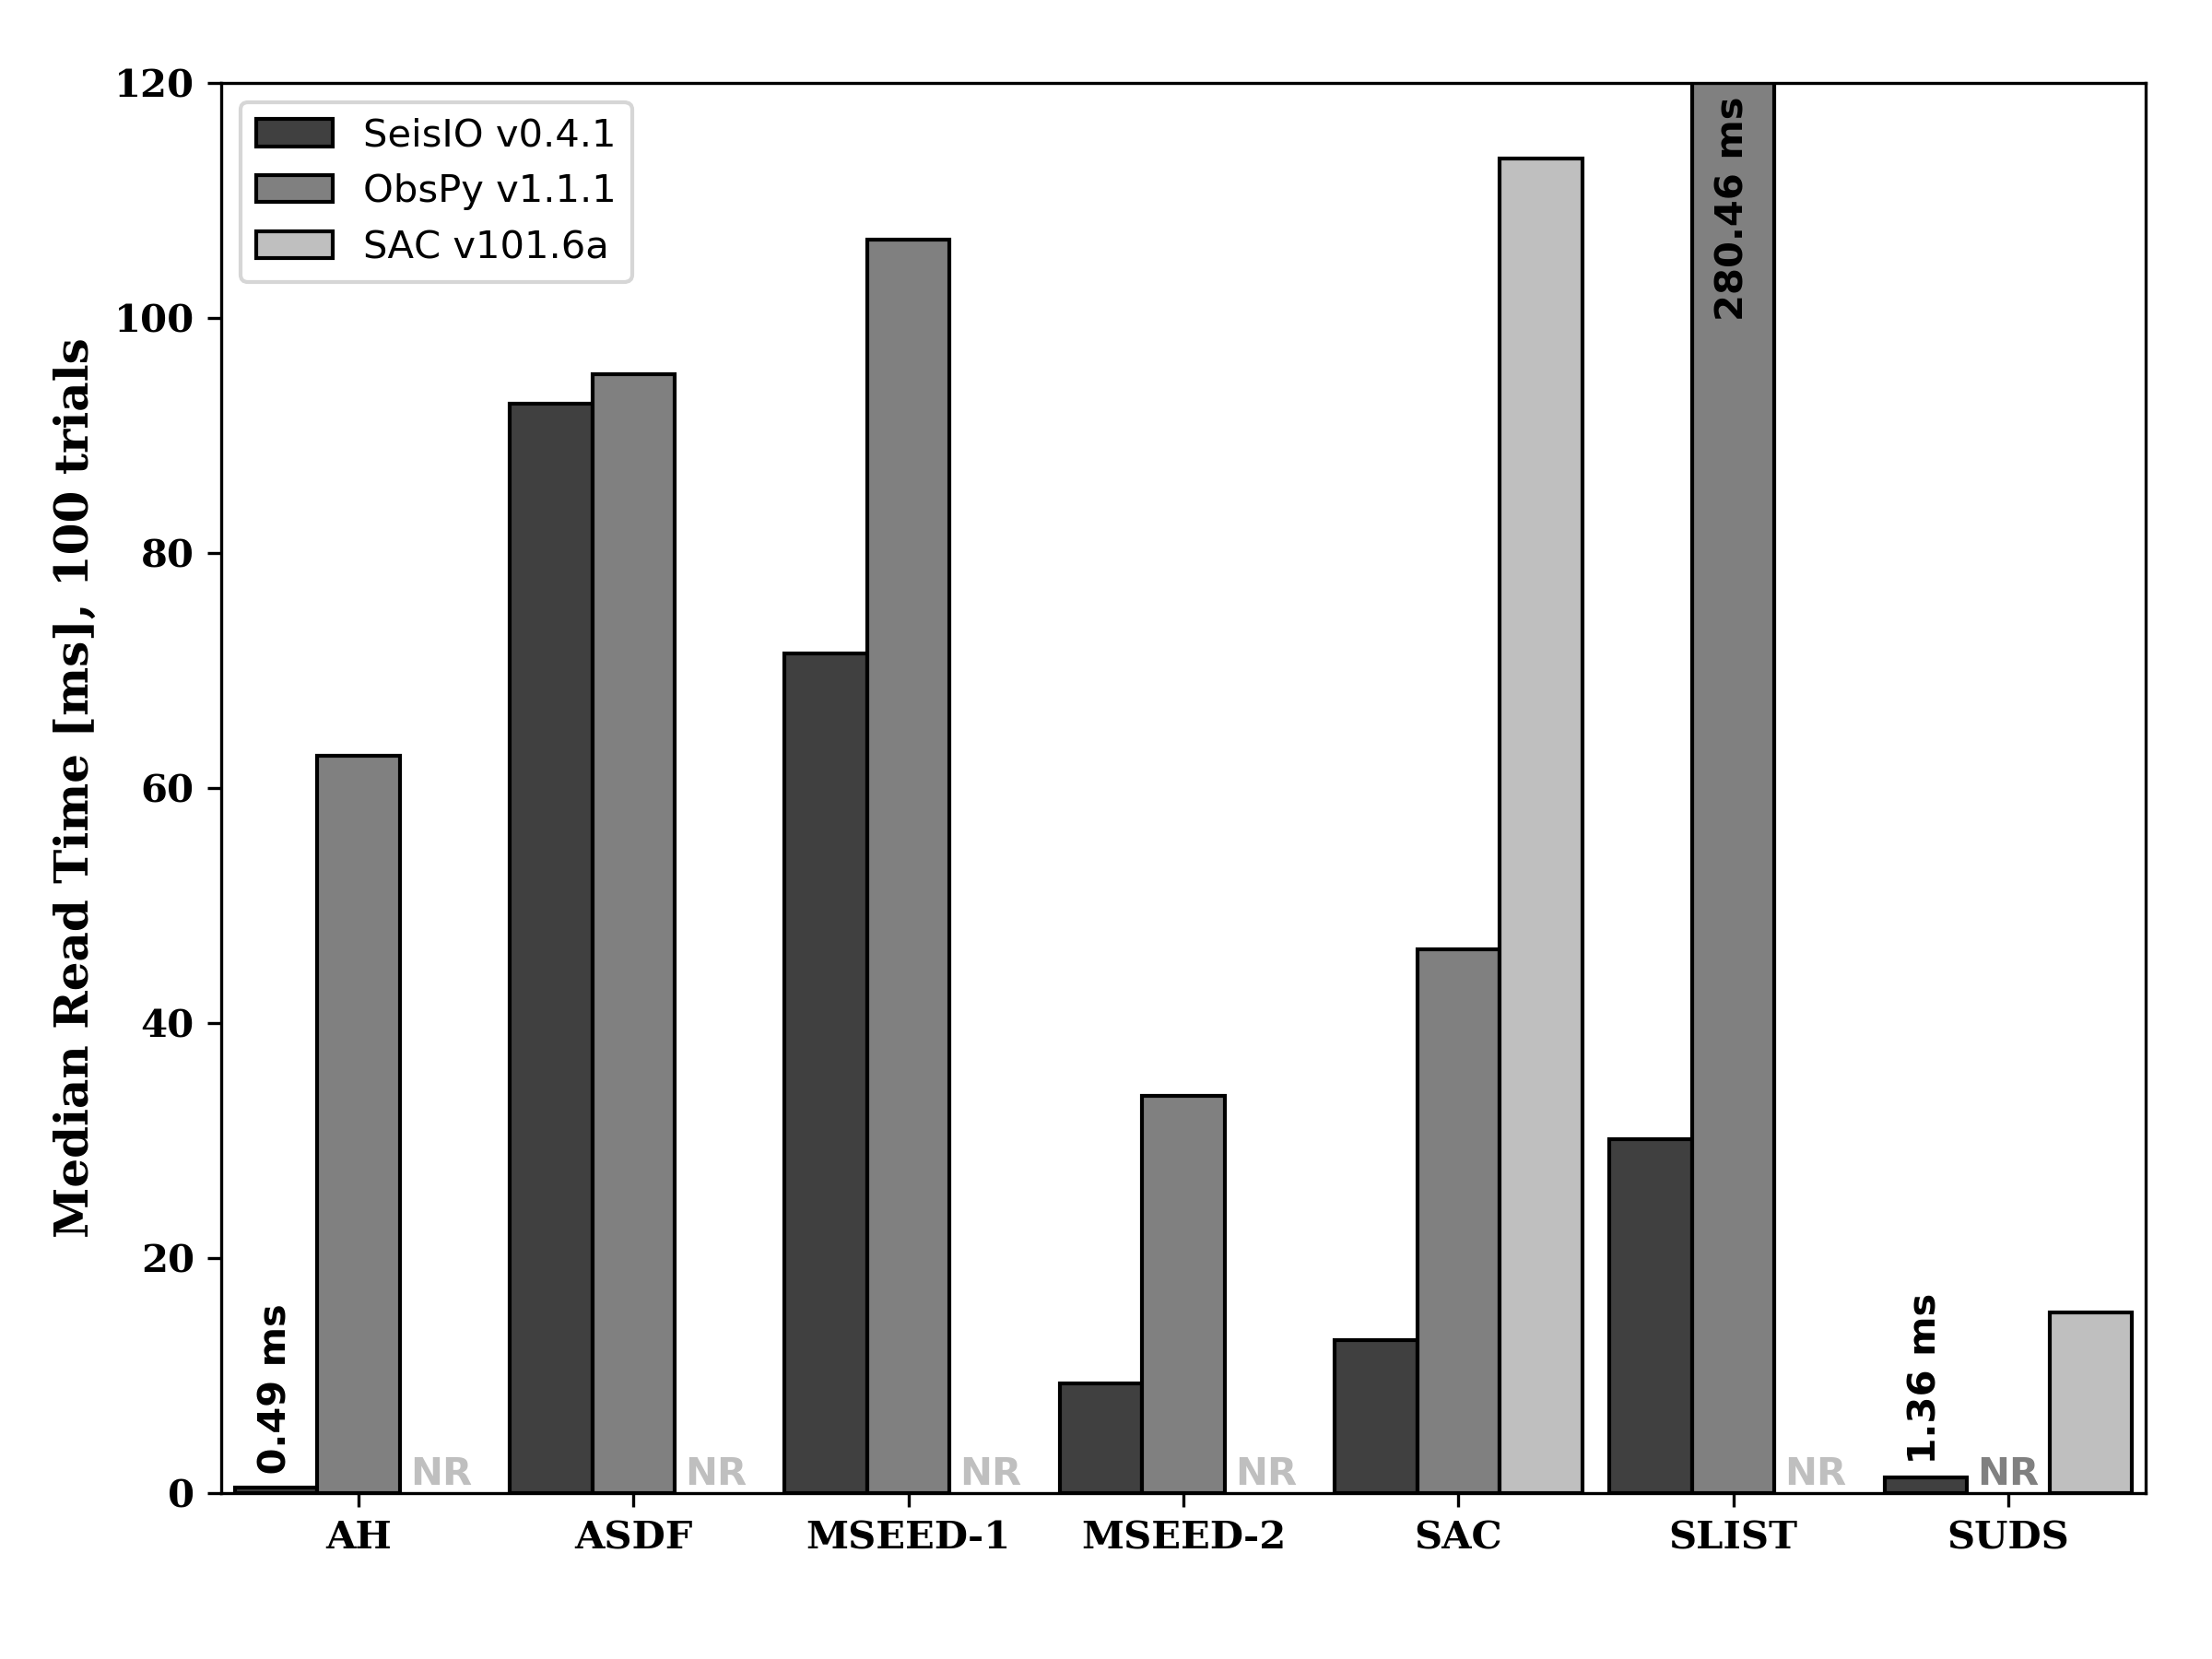 Median Read Time [ms], 100 trials
120
100
80
60
40
20
0
SeisIO v0.4.1
ObsPy v1.1.1
SAC v101.6a
280.46 ms
0.49 ms
1.36 ms
NR
NR
NR
NR
NR
NR
AH
ASDF
MSEED-1
MSEED-2
SAC
SLIST
SUDS